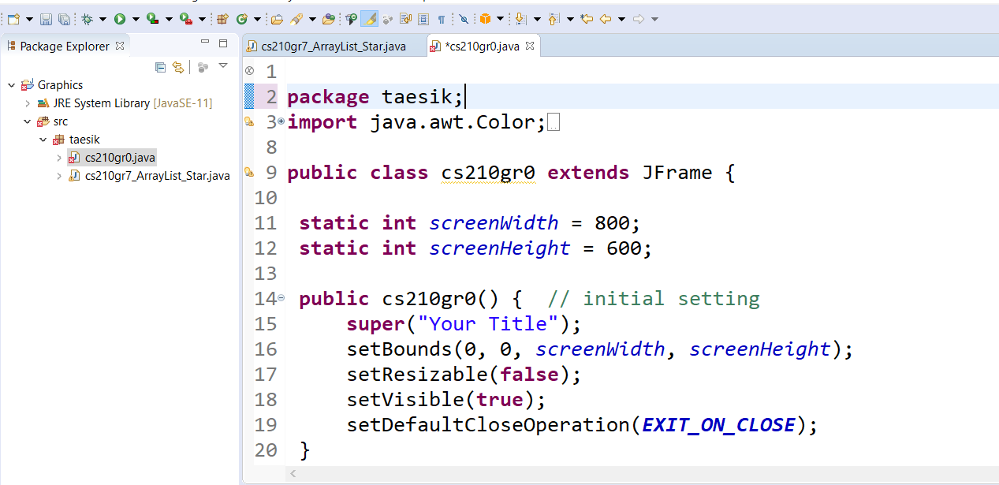 Package Explorer
Graphics
JRE System Library [JavaSE-11]
src
taesik
cs210gr0.java
cs210gr7_ArrayList_Star.java
cs210gr7_ArrayList_Star.java
*cs210gr0.java
1
2 package taesik;
3 import java.awt.Color;
8
9 public class cs210gr0 extends JFrame {
10
11 static int screenWidth = 800;
12 static int screenHeight = 600;
13
14 public cs210gr0() {  // initial setting
15 super("Your Title");
16 setBounds(0, 0, screenWidth, screenHeight);
17 setResizable(false);
18 setVisible(true);
19 setDefaultCloseOperation(EXIT_ON_CLOSE);
20 }